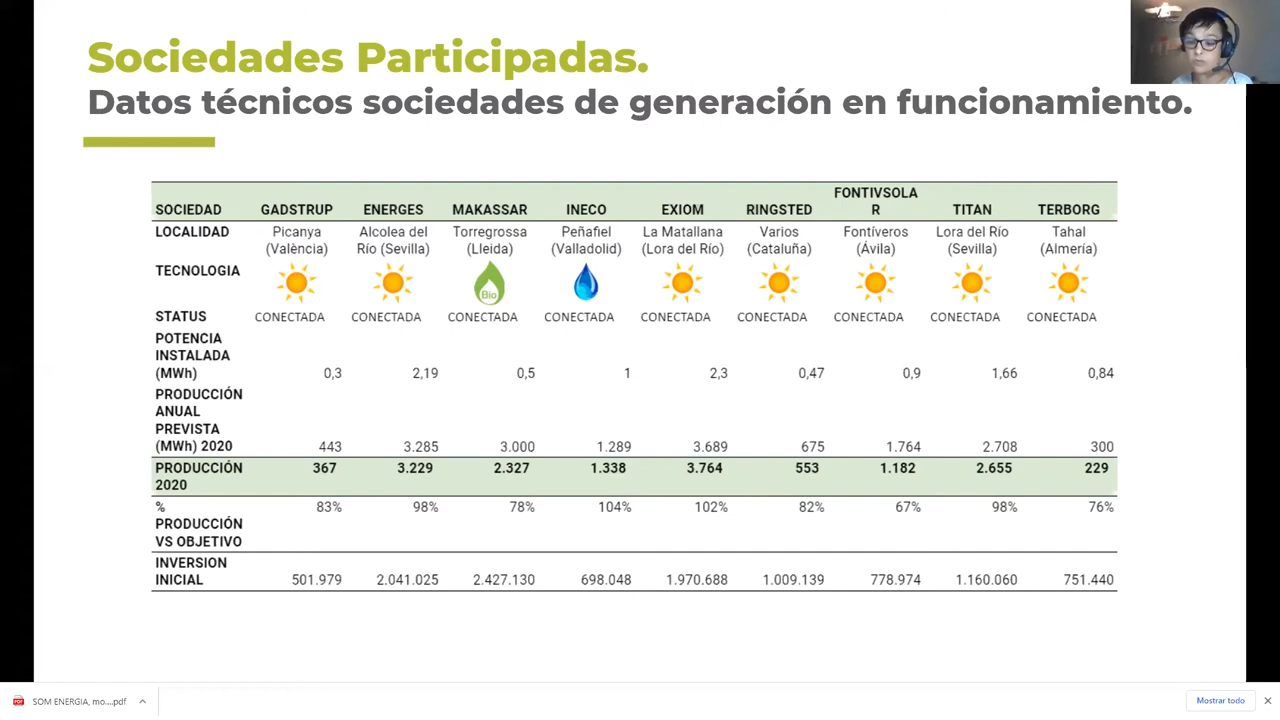 Sociedades Participadas.
Datos técnicos sociedades de generación en funcionamiento.
SOCIEDAD GADSTRUP ENERGES MAKASSAR INECO EXIOM RINGSTED FONTIVSOLA
R TITAN TERBORG
LOCALIDAD Picanya Alcolea del Torregrossa Peñafiel La Matallana Varios Fontíveros Lora del Río Tahal
(València) Río (Sevilla) (Lleida) (Valladolid) (Lora del Río) (Cataluña) (Ávila) (Sevilla) (Almería)
TECNOLOGIA
Bio
STATUS CONECTADA CONECTADA CONECTADA CONECTADA CONECTADA CONECTADA CONECTADA CONECTADA CONECTADA
POTENCIA
INSTALADA
(MWh) 0,3 2,19 0,5 1 2,3 0,47 0,9 1,66 0,84
PRODUCCIÓN
ANUAL
PREVISTA
(MWh) 2020 443 3.285 3.000 1.289 3.689 675 1.764 2.708 300
PRODUCCIÓN 367 3.229 2.327 1.338 3.764 553 1.182 2.655 229
2020
% 83% 98% 78% 104% 102% 82% 67% 98% 76%
PRODUCCIÓN
VS OBJETIVO
INVERSION
INICIAL 501.979 2.041.025 2.427.130 698.048 1.970.688 1.009.139 778.974 1.160.060 751.440
SOM ENERGIA, mo....pdf
Mostrar todo